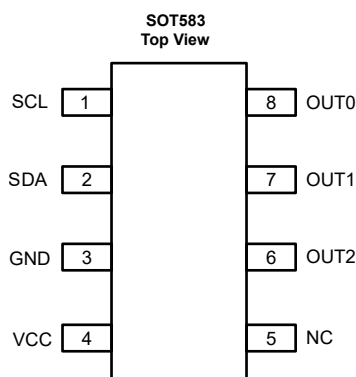 SOT583
Top View
SCL 1 8 OUT0
SDA 2 7 OUT1
GND 3 6 OUT2
VCC 4 5 NC